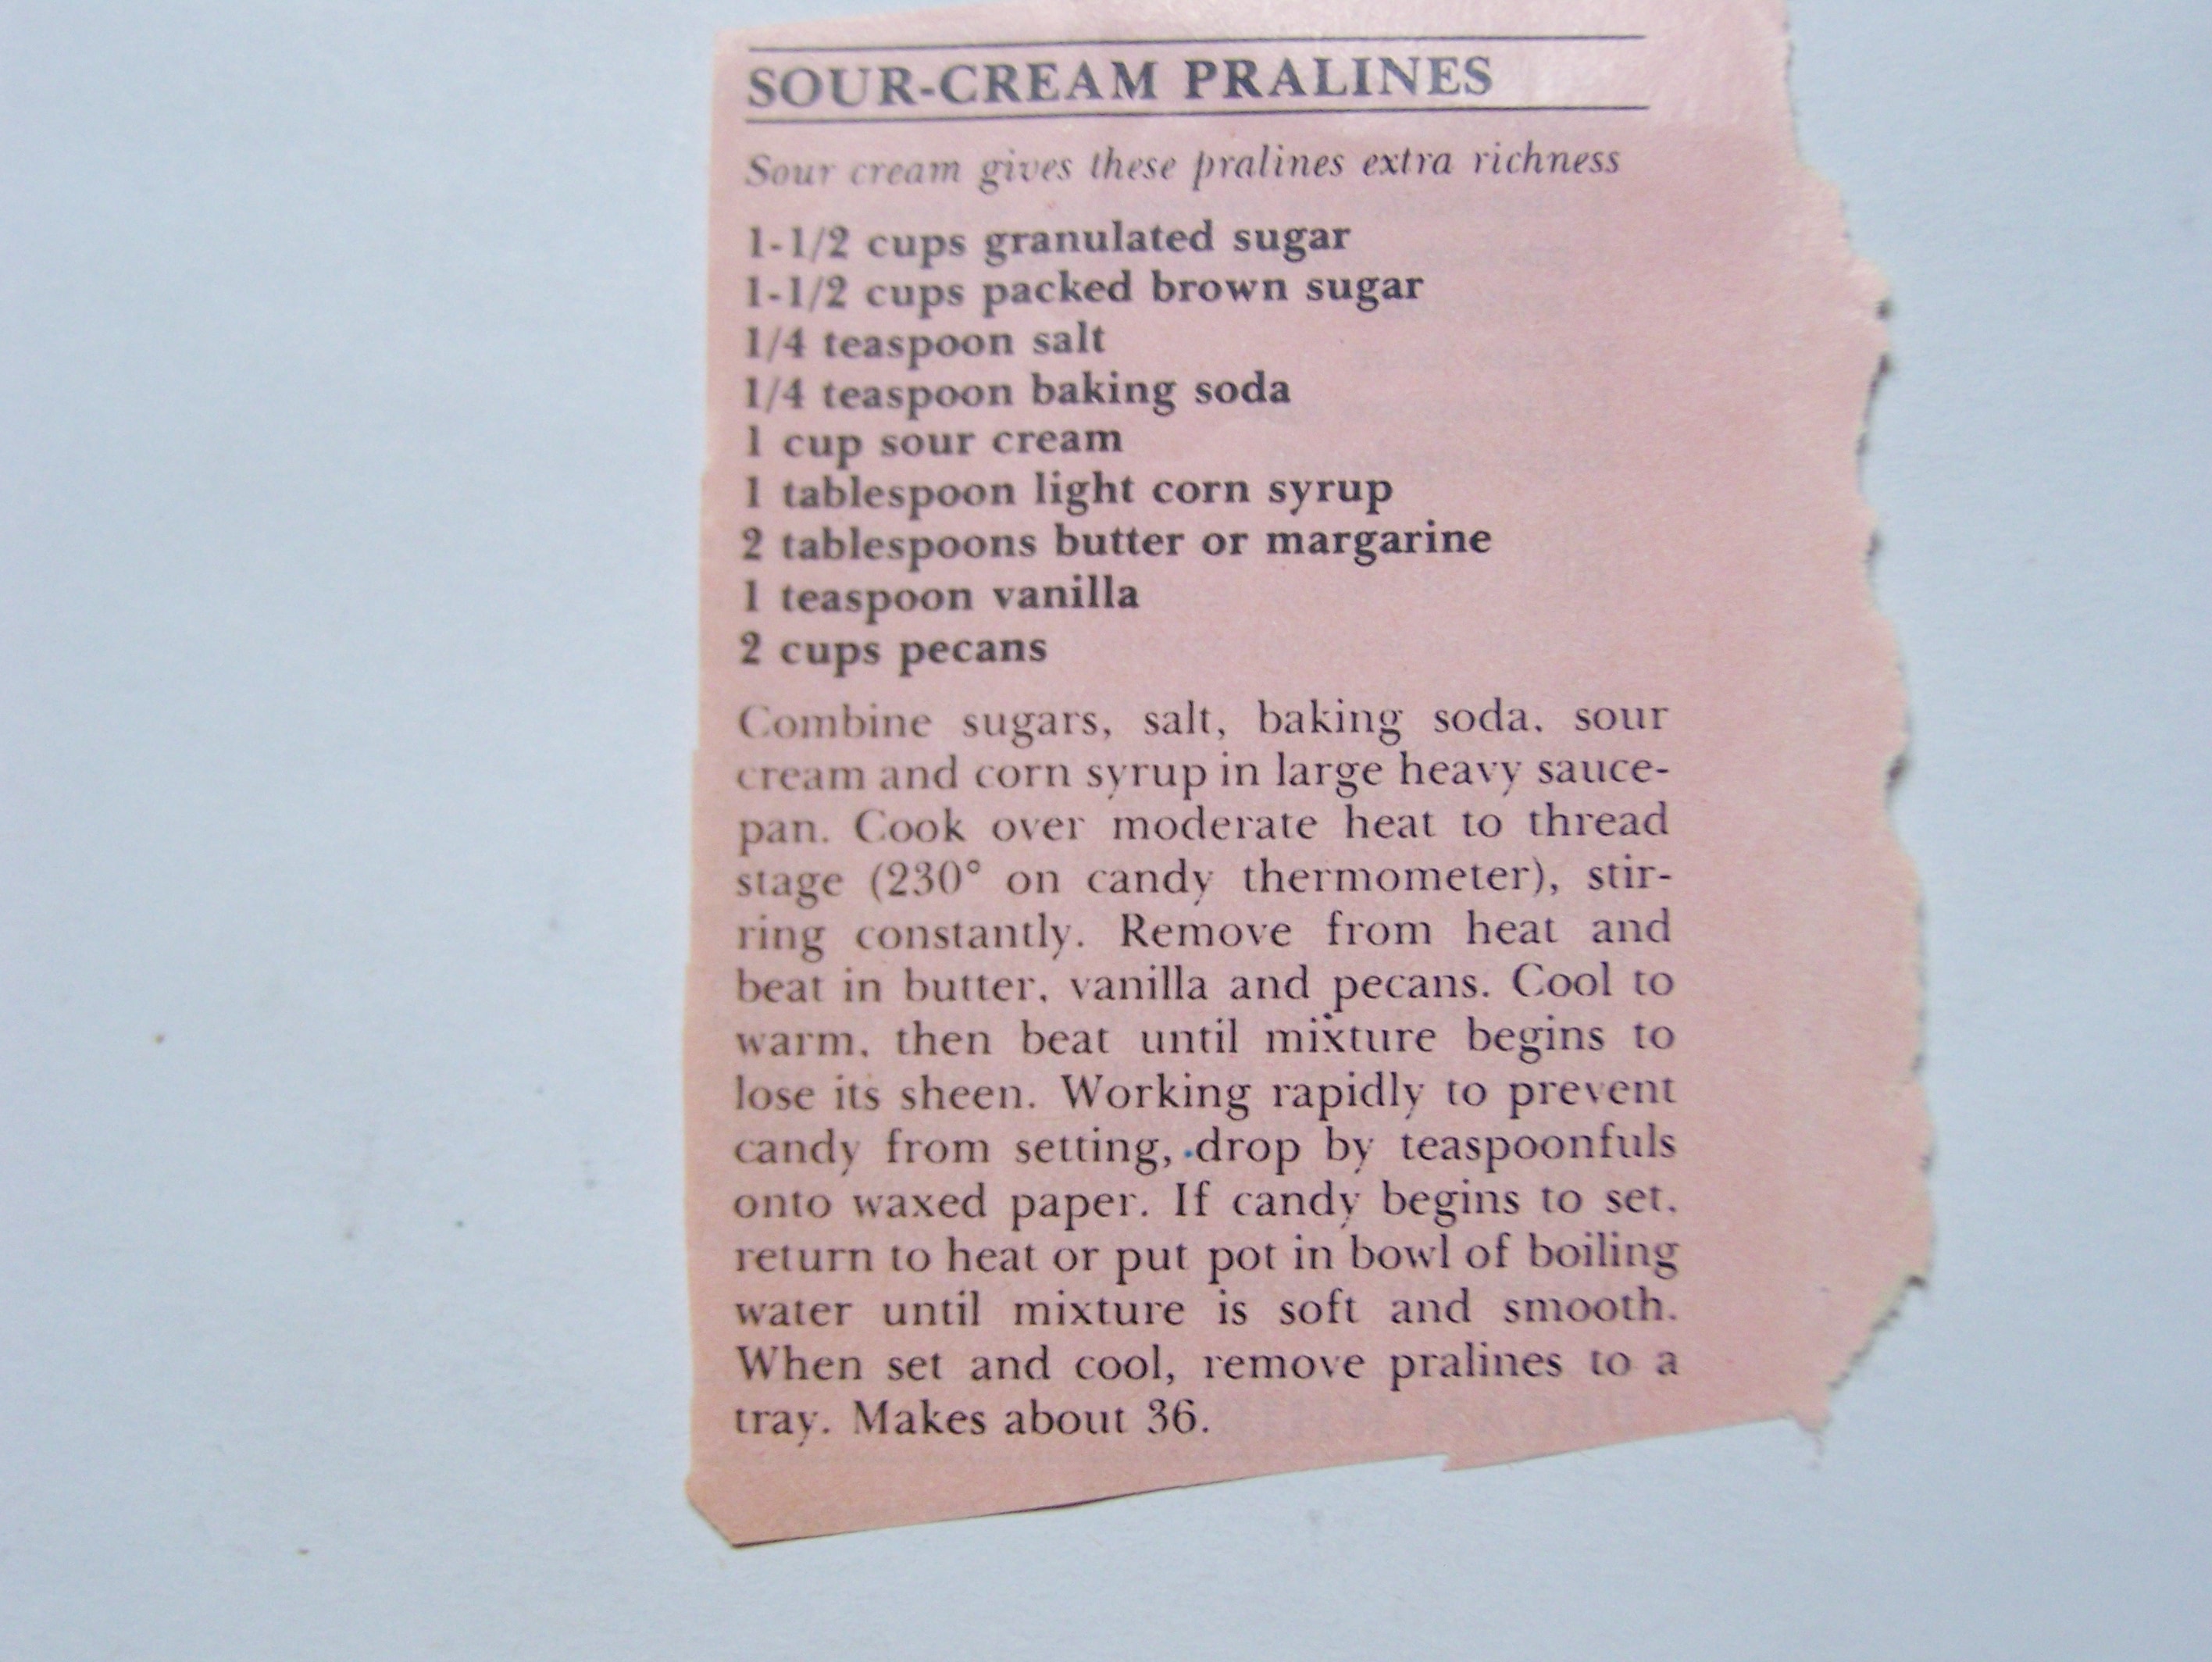 SOUR-CREAM PRALINES
Sour cream gives these pralines extra richness
1-1/2 cups granulated sugar
1-1/2 cups packed brown sugar
1/4 teaspoon salt
1/4 teaspoon baking soda
1 cup sour cream
1 tablespoon light corn syrup
2 tablespoons butter or margarine
1 teaspoon vanilla
2 cups pecans
Combine sugars, salt, baking soda, sour
cream and corn syrup in large heavy sauce-
pan. Cook over moderate heat to thread
stage (230° on candy thermometer), stir-
ring constantly. Remove from heat and
beat in butter, vanilla and pecans. Cool to
warm, then beat until mixture begins to
lose its sheen. Working rapidly to prevent
candy from setting, drop by teaspoonfuls
onto waxed paper. If candy begins to set,
return to heat or put pot in bowl of boiling
water until mixture is soft and smooth.
When set and cool, remove pralines to a
tray. Makes about 36.